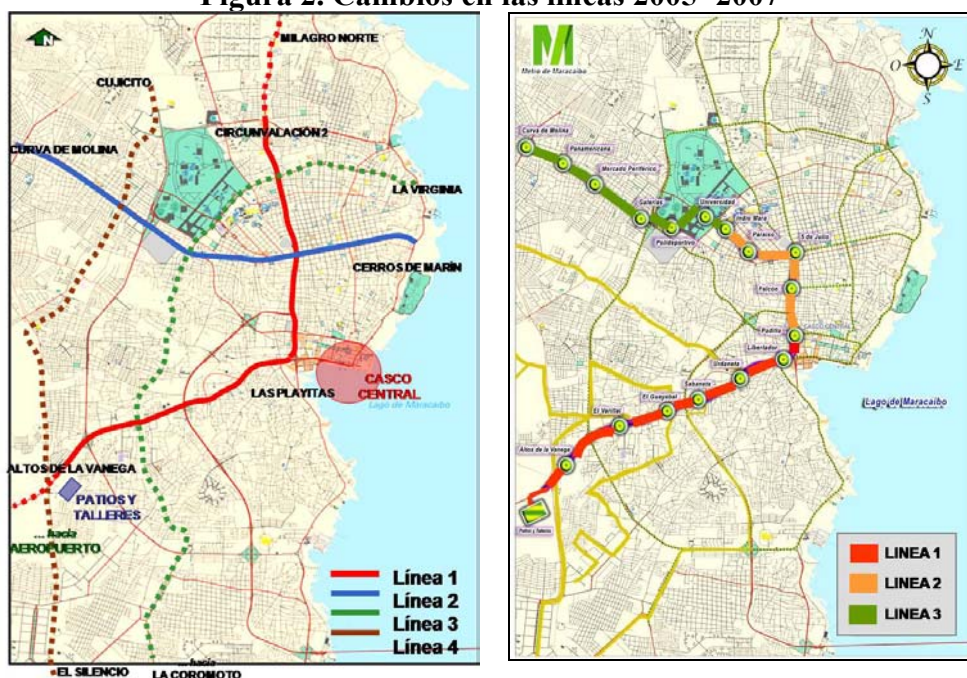 Figura 2. Cambios en las líneas 2005- 2007
N
MILAGRO NORTE
CUJICITO
CIRCUNVALACIÓN 2
CURVA DE MOLINA
LA VIRGINIA
CERROS DE MARÍN
LAS PLAYITAS
CASCO
CENTRAL
Lago de Maracaibo
ALTOS DE LA VANEGA
PATIOS Y
TALLERES
... hacia
AEROPUERTO
Línea 1
Línea 2
Línea 3
Línea 4
EL SILENCIO
... hacia
LA COROMOTO
M
Metro de Maracaibo
N
O
E
S
Curva de Molina
Panamericana
Mercado Periférico
Galerías
Universidad
Indio Mara
Polideportivo
Paraíso
5 de Julio
Falcón
Padilla
CASCO CENTRAL
Libertador
Urdaneta
Sabaneta
El Guayabal
El Varillal
Altos de la Vanega
Patios y Talleres
Lago de Maracaibo
LINEA 1
LINEA 2
LINEA 3